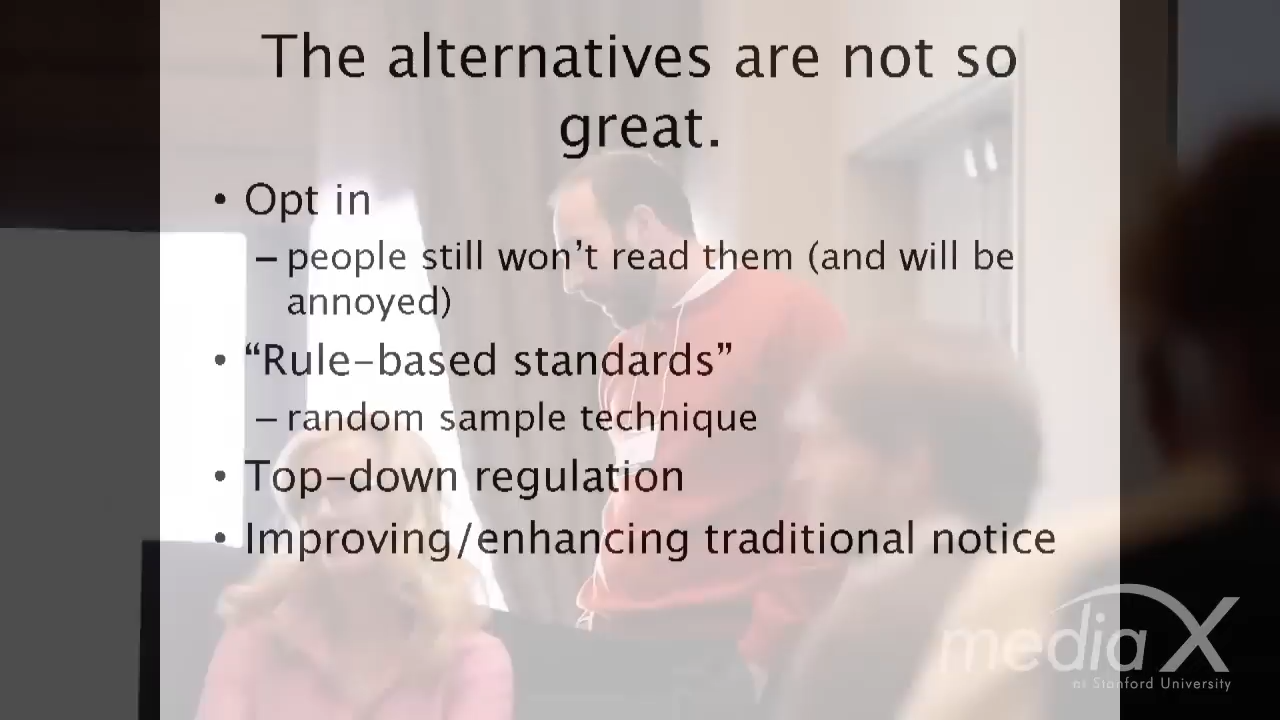 The alternatives are not so
great.
• Opt in
– people still won’t read them (and will be
annoyed)
• “Rule-based standards”
– random sample technique
• Top-down regulation
• Improving/enhancing traditional notice
media X
at Stanford University